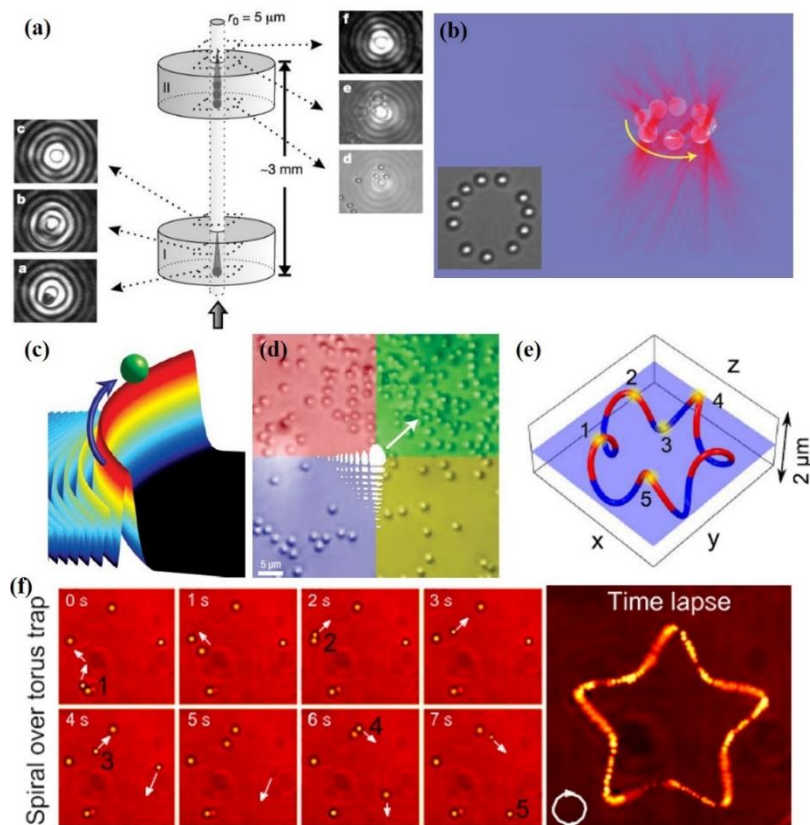 (a)
r₀ = 5 μm
II
~3 mm
I
c
b
a
f
e
d
(b)
(c)
(d)
5 μm
(e)
z
2
4
1
3
5
2 μm
x
y
(f)
Spiral over torus trap
0 s
1
1 s
2 s
2
3 s
4 s
3
5 s
6 s
4
7 s
5
Time lapse